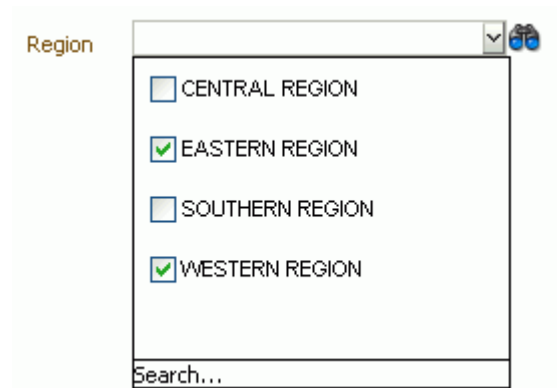 Region
CENTRAL REGION
EASTERN REGION
SOUTHERN REGION
WESTERN REGION
Search...